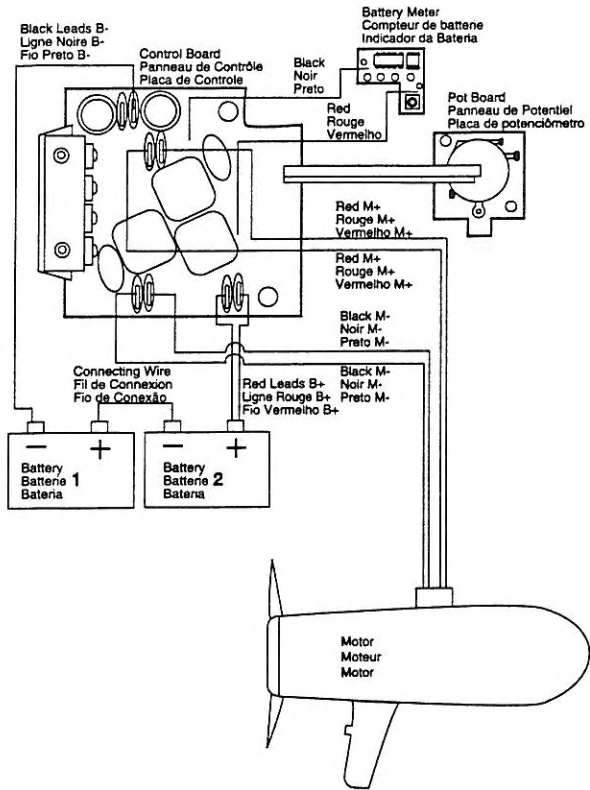 Black Leads B-
Ligne Noire B-
Fio Preto B-
Control Board
Panneau de Contrôle
Placa de Controle
Battery Meter
Compteur de batterie
Indicador da Bateria
Black
Noir
Preto
Red
Rouge
Vermelho
Pot Board
Panneau de Potentiel
Placa de potenciômetro
Red M+
Rouge M+
Vermelho M+
Red M+
Rouge M+
Vermelho M+
Black M-
Noir M-
Preto M-
Black M-
Noir M-
Preto M-
Connecting Wire
Fil de Connexion
Fio de Conexão
Red Leads B+
Ligne Rouge B+
Fio Vermelho B+
− +
Battery
Batterie 1
Bateria
− +
Battery
Batterie 2
Bateria
Motor
Moteur
Motor